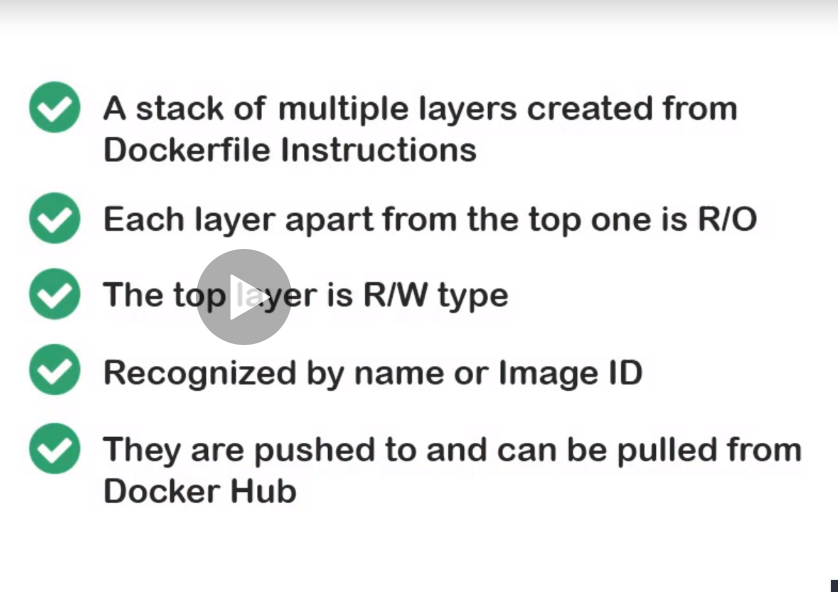 A stack of multiple layers created from
Dockerfile Instructions
Each layer apart from the top one is R/O
The top layer is R/W type
Recognized by name or Image ID
They are pushed to and can be pulled from
Docker Hub